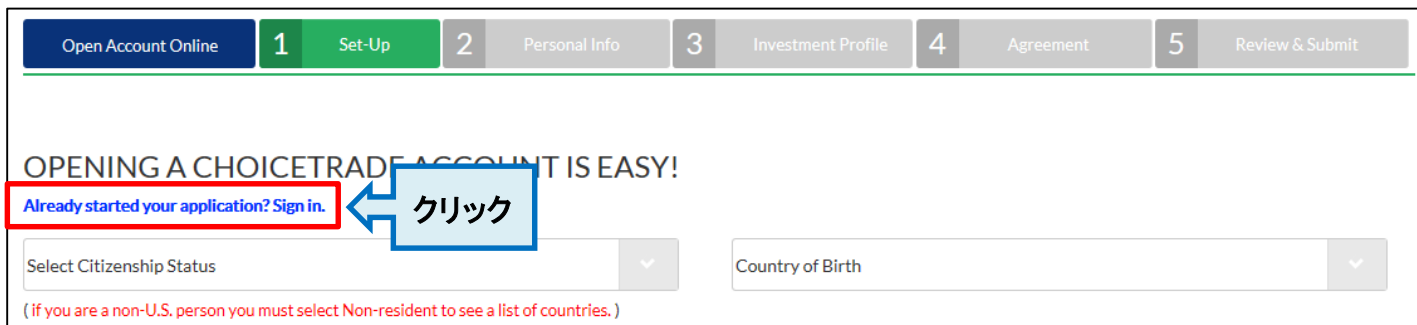 Open Account Online 1 Set-Up 2 Personal Info 3 Investment Profile 4 Agreement 5 Review & Submit
OPENING A CHOICETRADE ACCOUNT IS EASY!
Already started your application? Sign in.
クリック
Select Citizenship Status Country of Birth
( if you are a non-U.S. person you must select Non-resident to see a list of countries. )